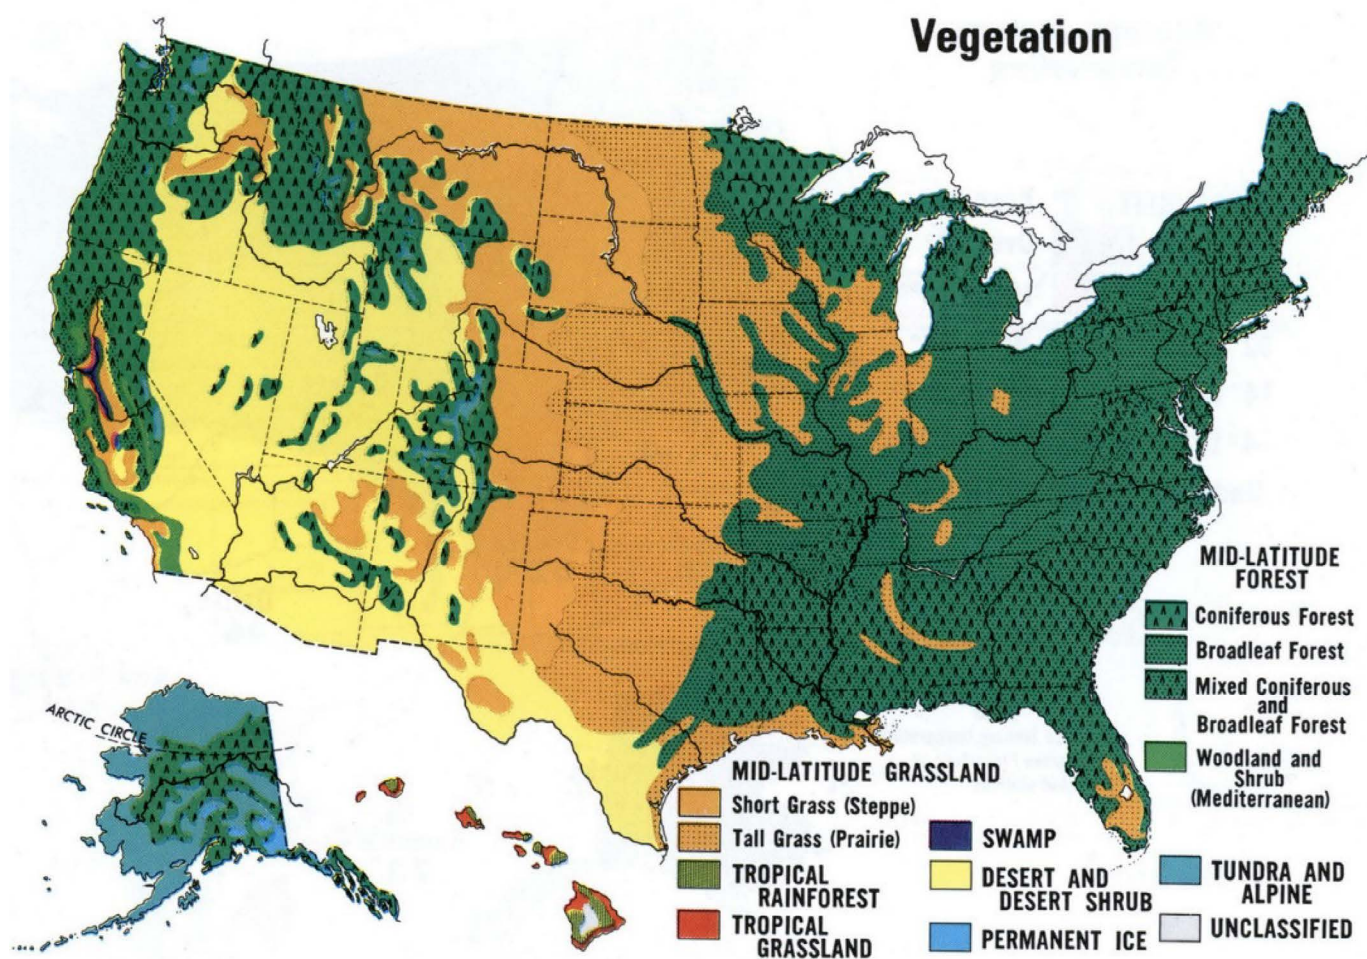 Vegetation
ARCTIC CIRCLE
MID-LATITUDE
FOREST
Coniferous Forest
Broadleaf Forest
Mixed Coniferous
and
Broadleaf Forest
Woodland and
Shrub
(Mediterranean)
MID-LATITUDE GRASSLAND
Short Grass (Steppe)
Tall Grass (Prairie)
TROPICAL
RAINFOREST
TROPICAL
GRASSLAND
SWAMP
DESERT AND
DESERT SHRUB
PERMANENT ICE
TUNDRA AND
ALPINE
UNCLASSIFIED